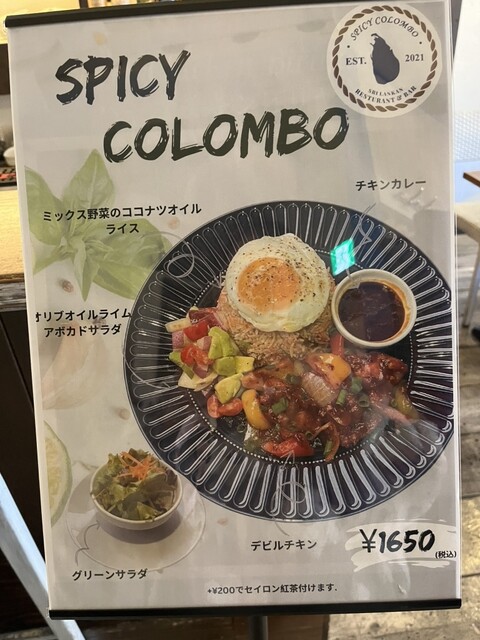 SPICY
COLOMBO
SPICY COLOMBO
EST. 2021
SRI LANKAN
RESTURANT & BAR
チキンカレー
ミックス野菜のココナツオイル
ライス
オリブオイルライム
アボカドサラダ
デビルチキン
¥1650
(税込)
グリーンサラダ
+¥200でセイロン紅茶付けます.